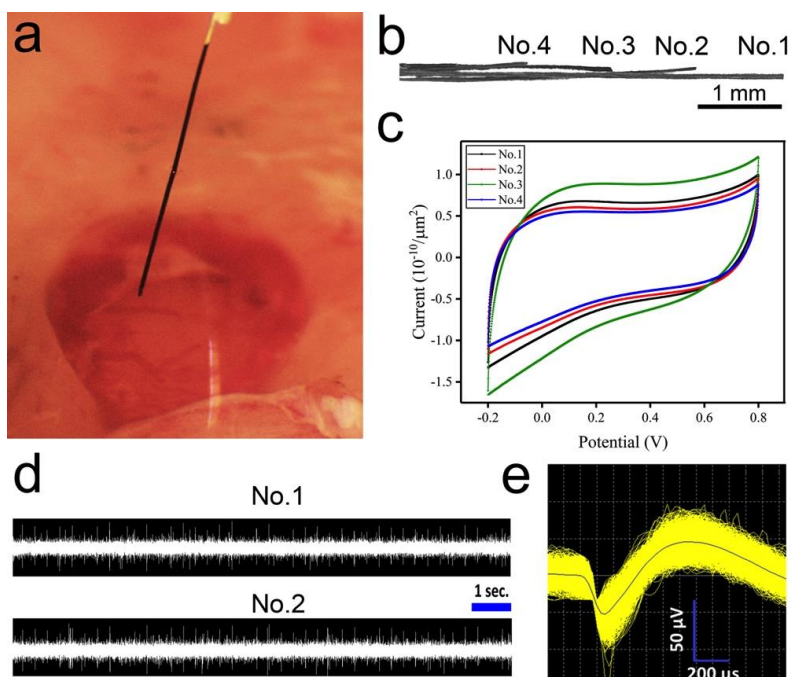 a
b
No.4 No.3 No.2 No.1
1 mm
c
No.1
No.2
No.3
No.4
1.0
0.5
0.0
-0.5
-1.0
-1.5
Current (10⁻¹⁰/μm²)
-0.2 0.0 0.2 0.4 0.6 0.8
Potential (V)
d
No.1
1 sec.
No.2
e
50 μV
200 μs